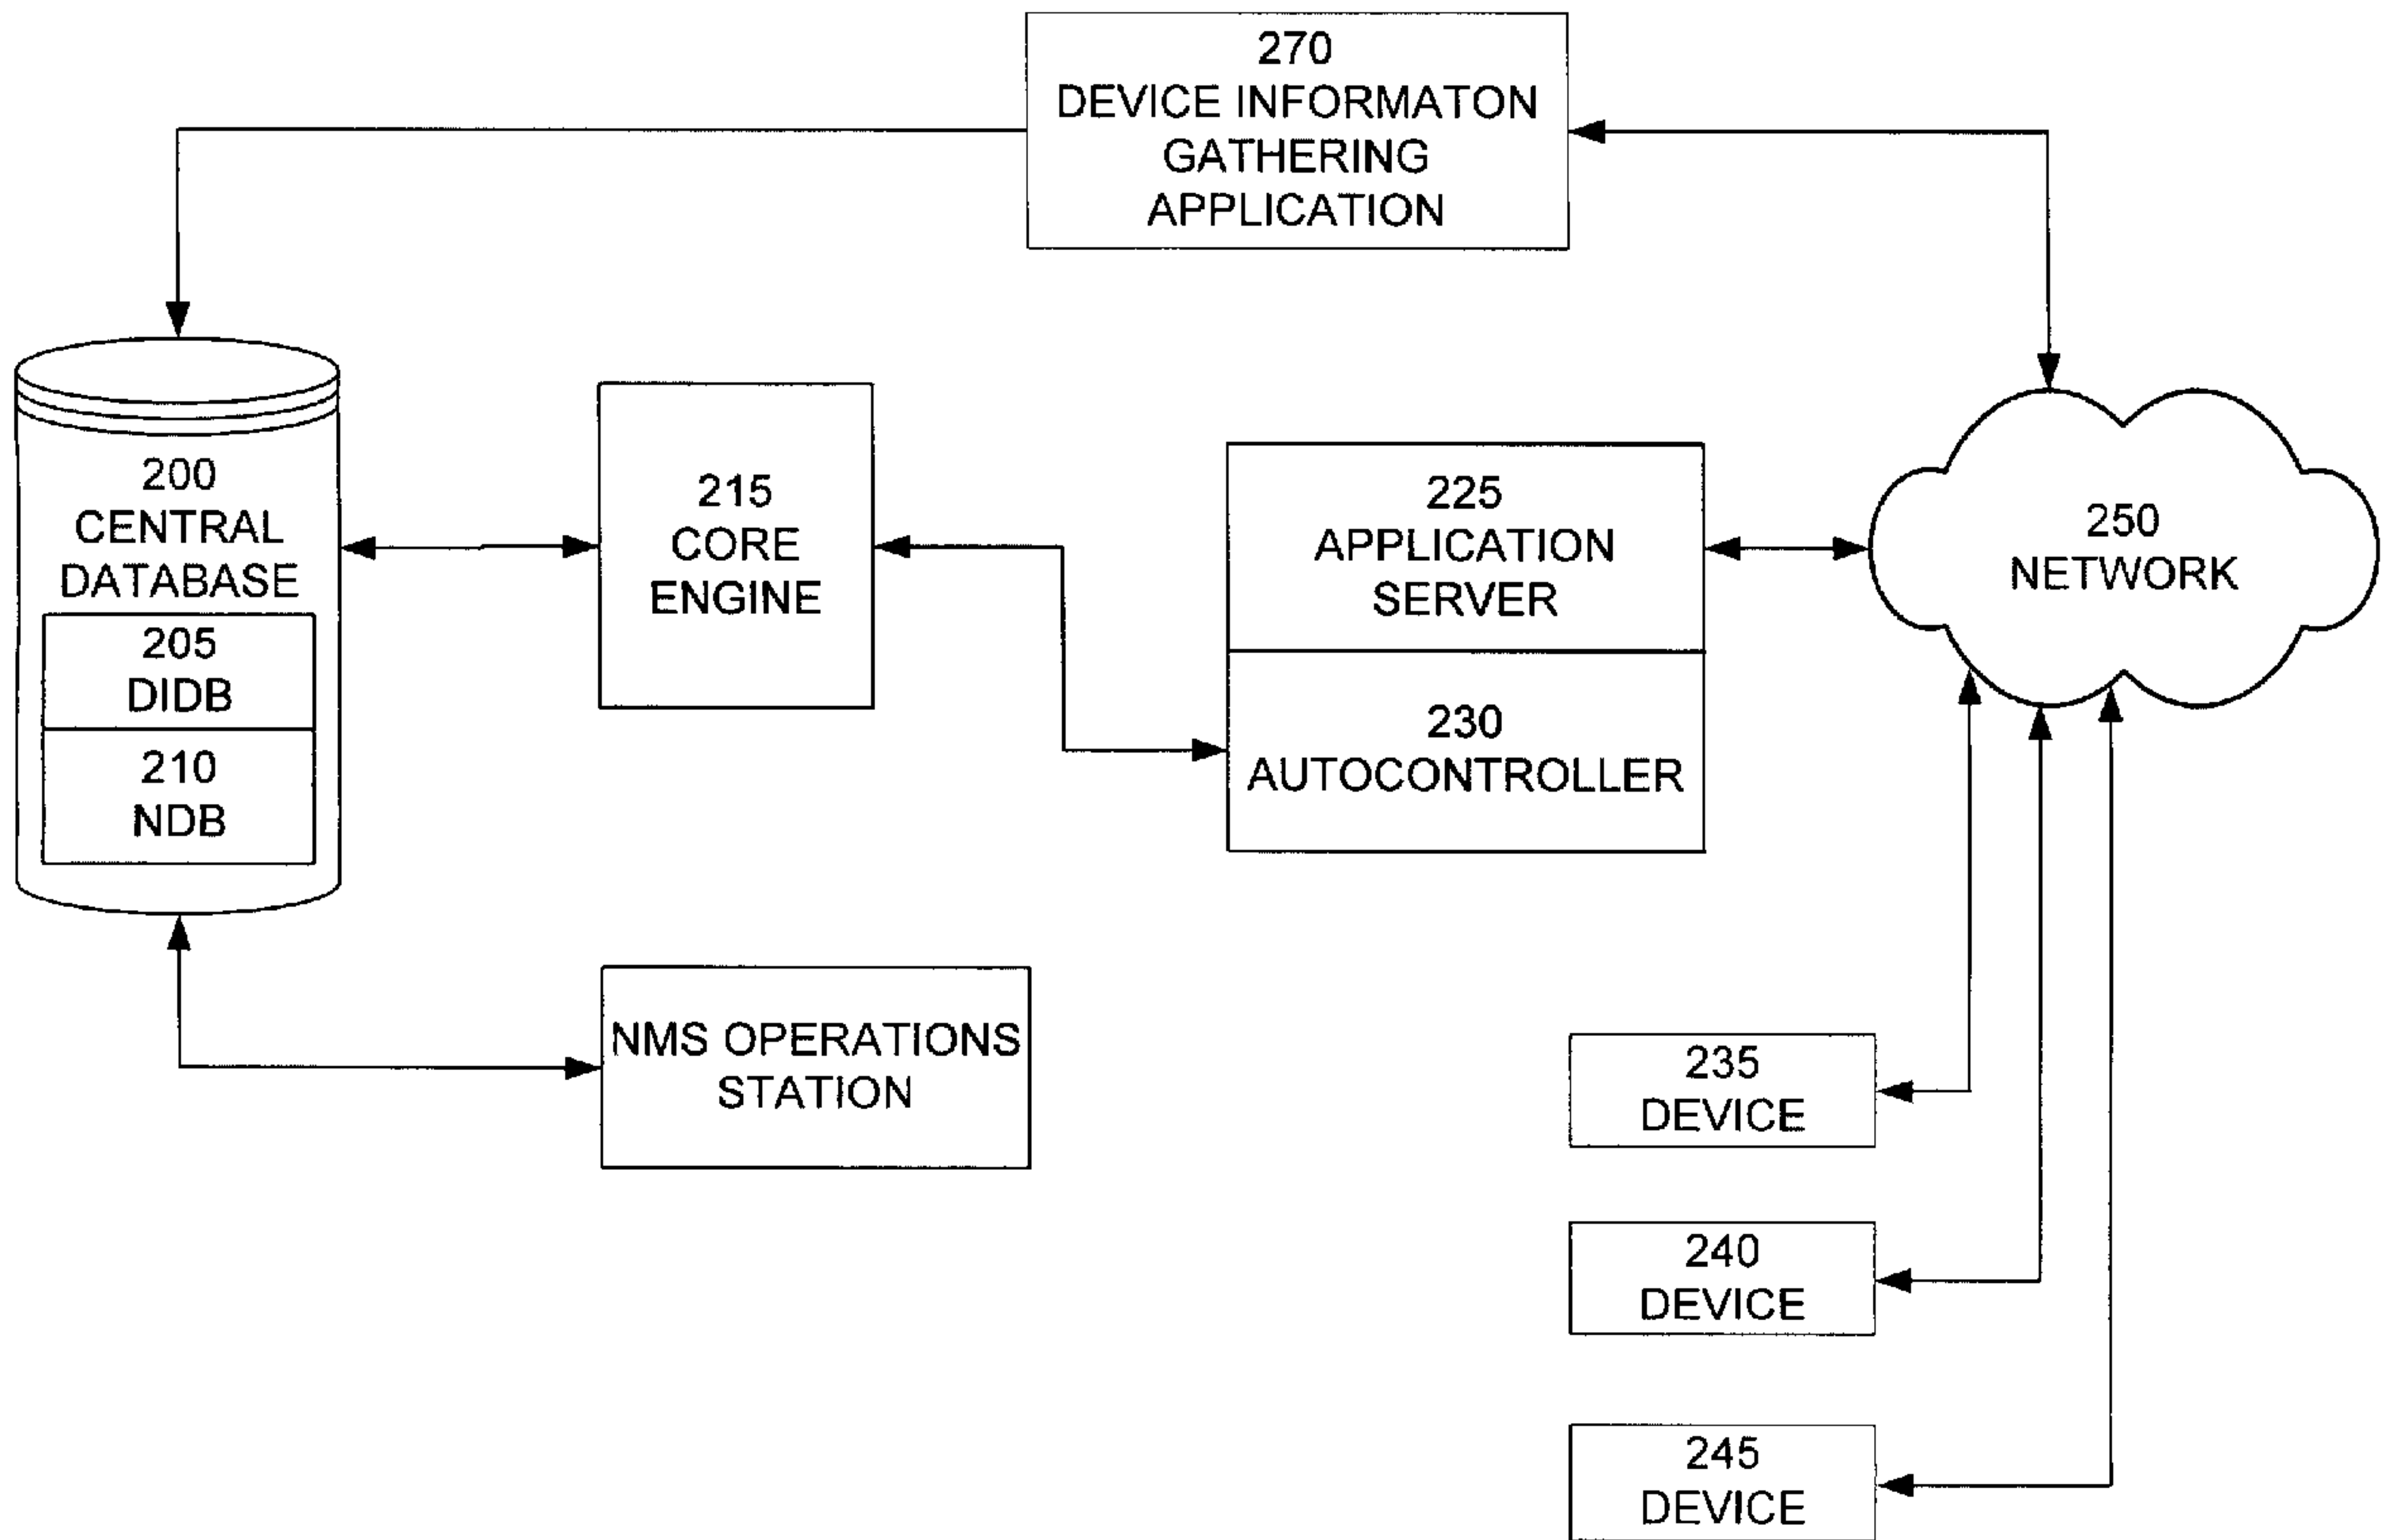 270
DEVICE INFORMATON
GATHERING
APPLICATION
200
CENTRAL
DATABASE
205
DIDB
210
NDB
215
CORE
ENGINE
225
APPLICATION
SERVER
230
AUTOCONTROLLER
250
NETWORK
NMS OPERATIONS
STATION
235
DEVICE
240
DEVICE
245
DEVICE